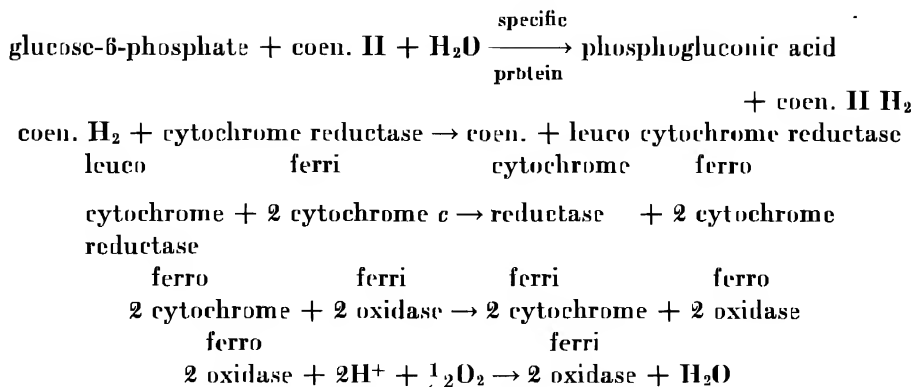 specific
glucose-6-phosphate + coen. II + H₂O ⟶ phosphogluconic acid
protein
+ coen. II H₂
coen. H₂ + cytochrome reductase → coen. + leuco cytochrome reductase
leuco ferri cytochrome ferro
cytochrome + 2 cytochrome c → reductase + 2 cytochrome
reductase
ferro ferri ferri ferro
2 cytochrome + 2 oxidase → 2 cytochrome + 2 oxidase
ferro ferri
2 oxidase + 2H⁺ + ½O₂ → 2 oxidase + H₂O